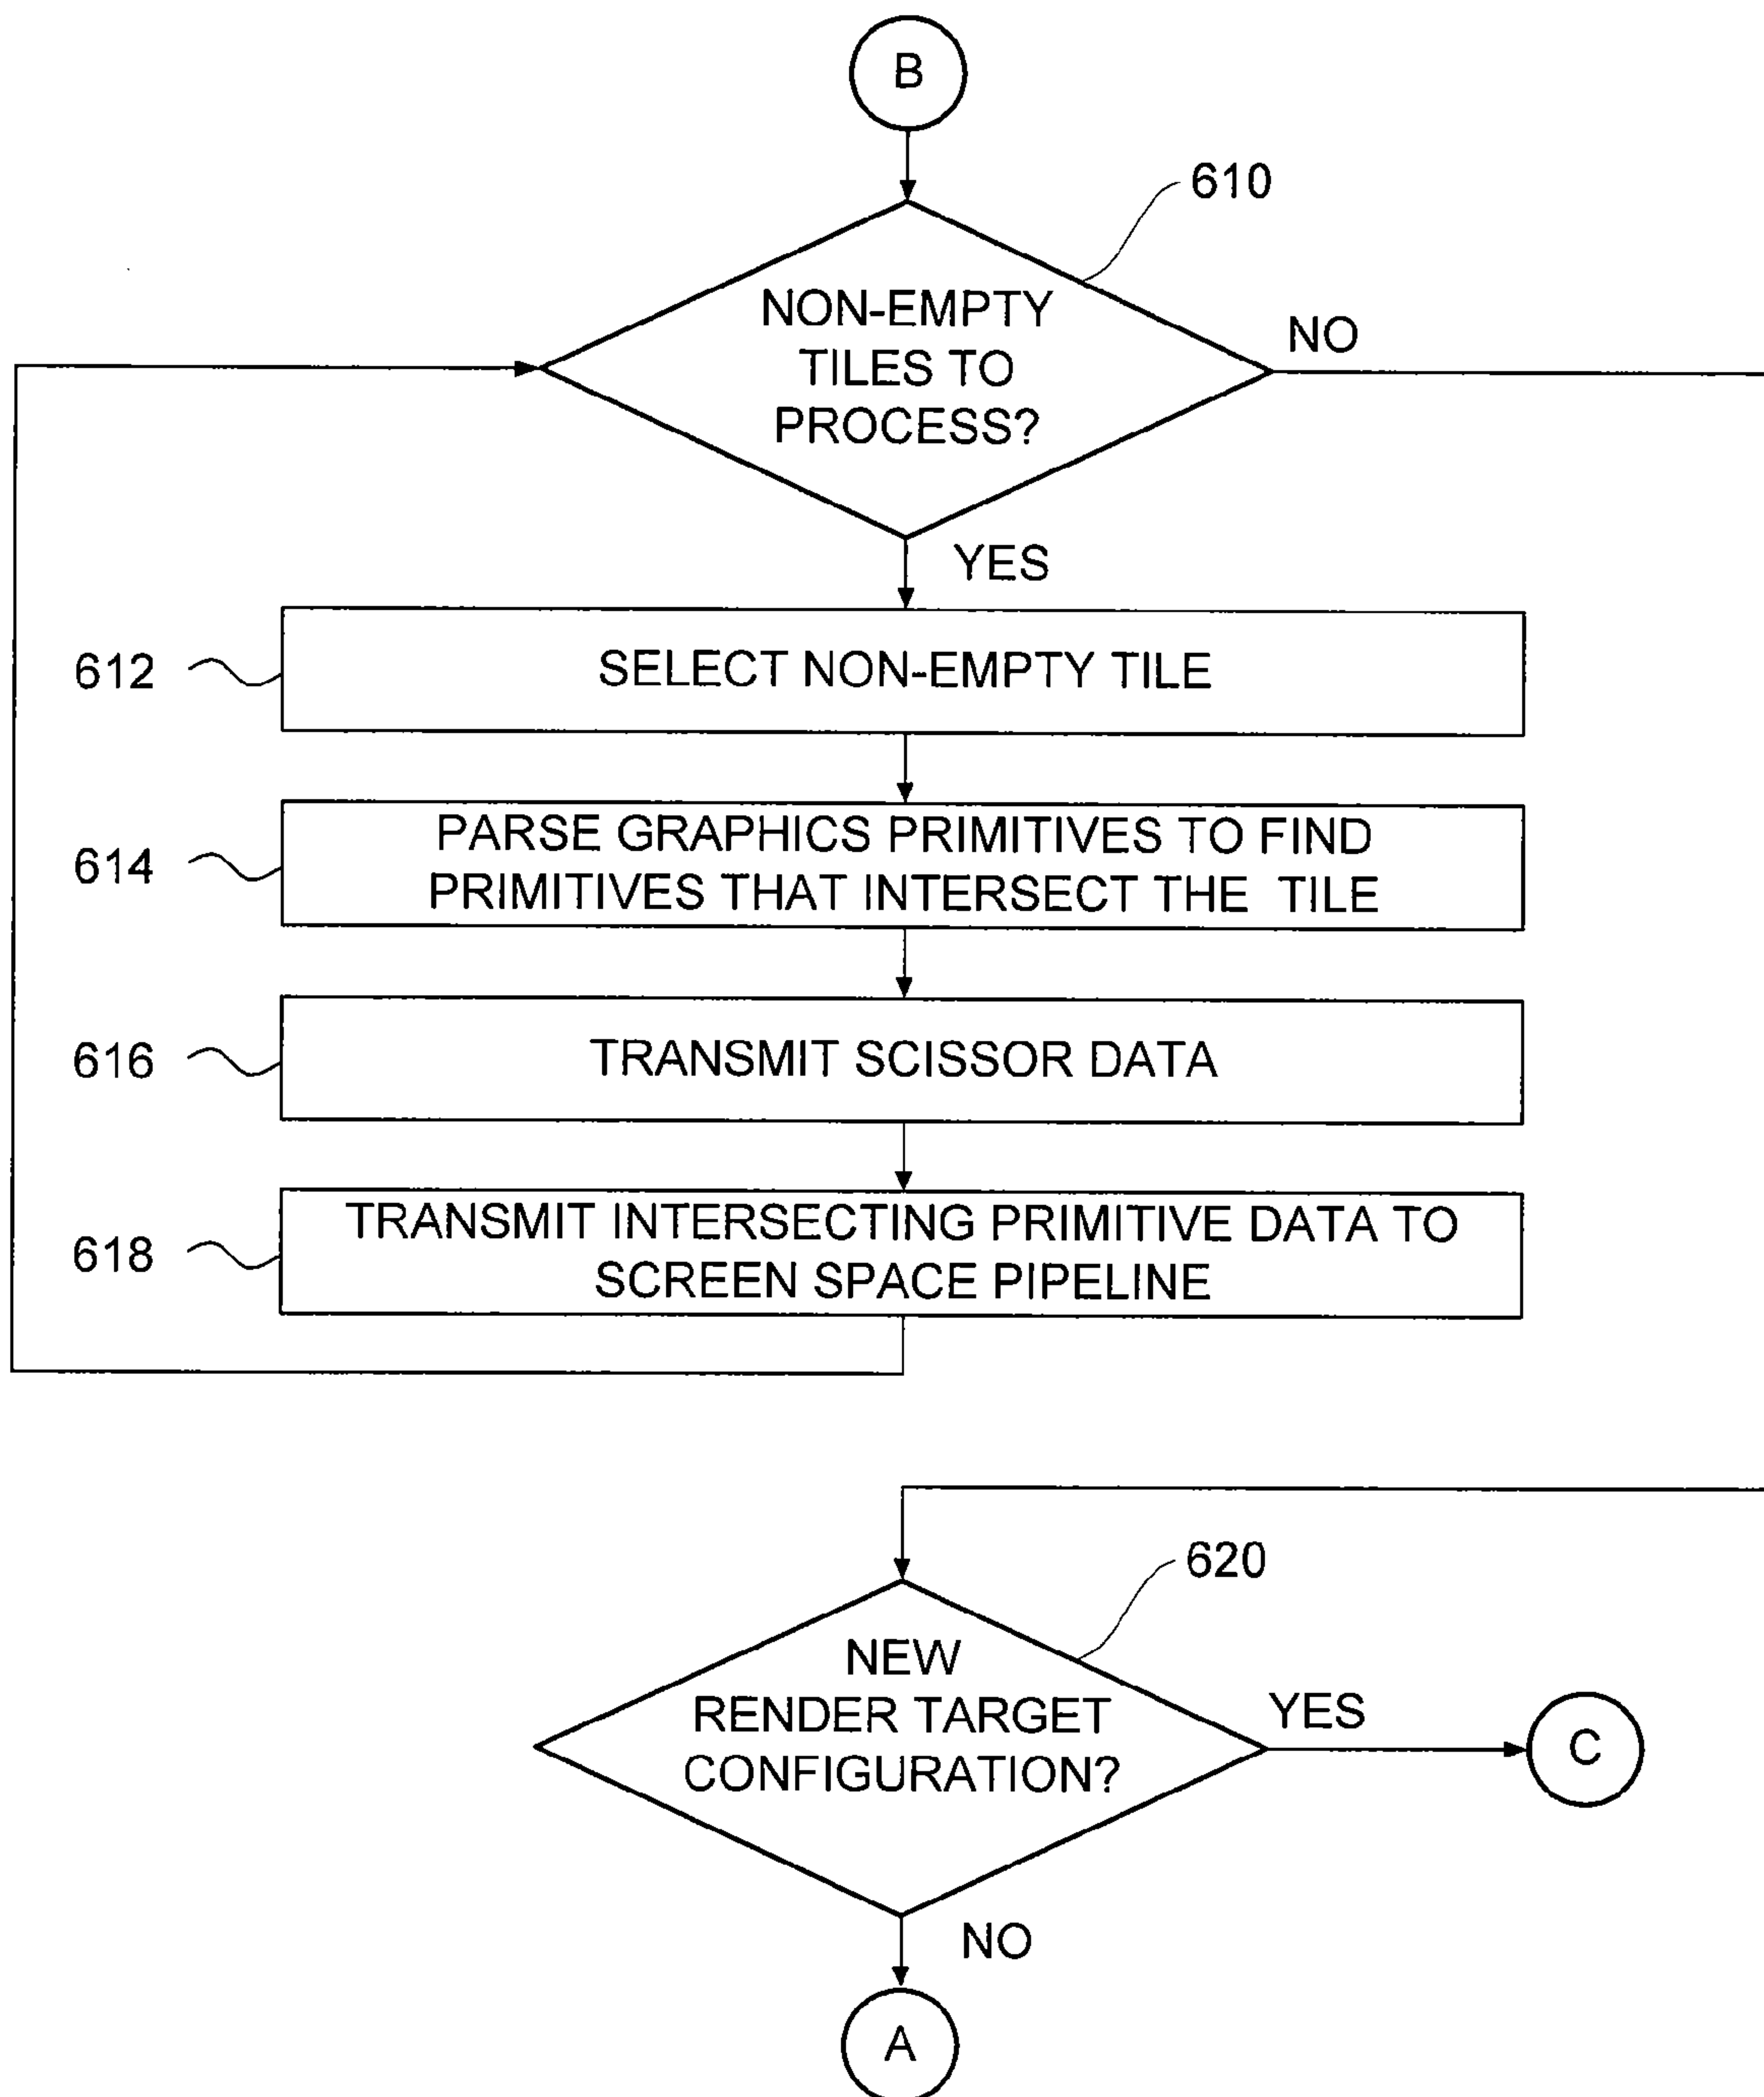 B
610
NON-EMPTY
TILES TO
PROCESS?
NO
YES
612
SELECT NON-EMPTY TILE
614
PARSE GRAPHICS PRIMITIVES TO FIND
PRIMITIVES THAT INTERSECT THE TILE
616
TRANSMIT SCISSOR DATA
618
TRANSMIT INTERSECTING PRIMITIVE DATA TO
SCREEN SPACE PIPELINE
620
NEW
RENDER TARGET
CONFIGURATION?
YES
C
NO
A